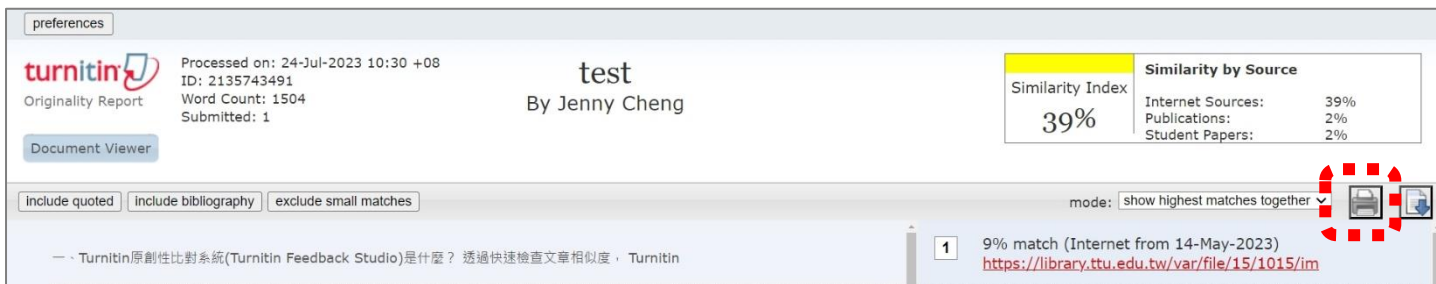 preferences
turnitin
Originality Report
Document Viewer
Processed on: 24-Jul-2023 10:30 +08
ID: 2135743491
Word Count: 1504
Submitted: 1
test
By Jenny Cheng
Similarity Index
39%
Similarity by Source
Internet Sources: 39%
Publications: 2%
Student Papers: 2%
include quoted include bibliography exclude small matches
mode: show highest matches together
一、Turnitin原創性比對系統(Turnitin Feedback Studio)是什麼？ 透過快速檢查文章相似度， Turnitin
1 9% match (Internet from 14-May-2023)
https://library.ttu.edu.tw/var/file/15/1015/im